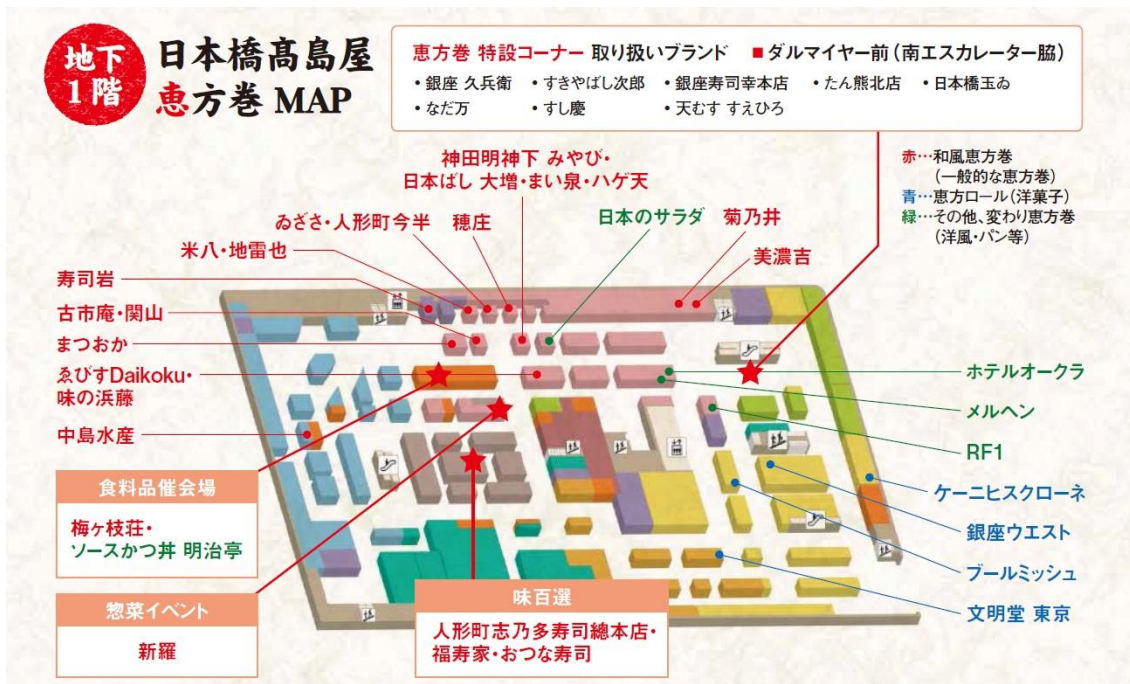 地下
1階
日本橋髙島屋
恵方巻 MAP
恵方巻 特設コーナー 取り扱いブランド ■ダルマイヤー前(南エスカレーター脇)
・銀座 久兵衛 ・すきやばし次郎 ・銀座寿司幸本店 ・たん熊北店 ・日本橋玉ゐ
・なだ万 ・すし慶 ・天むす すえひろ
赤…和風恵方巻
(一般的な恵方巻)
青…恵方ロール(洋菓子)
緑…その他、変わり恵方巻
(洋風・パン等)
神田明神下 みやび・
日本ばし 大増・まい泉・ハゲ天
日本のサラダ
菊乃井
ゐざさ・人形町今半
穂庄
米八・地雷也
美濃吉
寿司岩
古市庵・関山
まつおか
ゑびすDaikoku・
味の浜藤
中島水産
ホテルオークラ
メルヘン
RF1
ケーニヒスクローネ
銀座ウエスト
ブールミッシュ
文明堂 東京
食料品催会場
梅ヶ枝荘・
ソースかつ丼 明治亭
惣菜イベント
新羅
味百選
人形町志乃多寿司總本店・
福寿家・おつな寿司